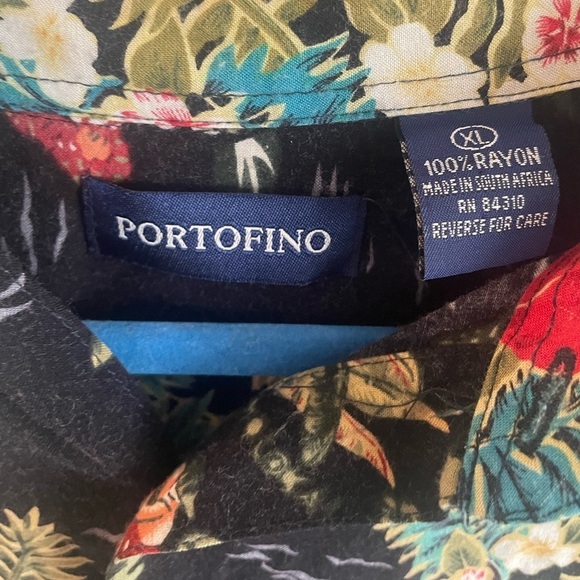 PORTOFINO
XL
100% RAYON
MADE IN SOUTH AFRICA
RN 84310
REVERSE FOR CARE